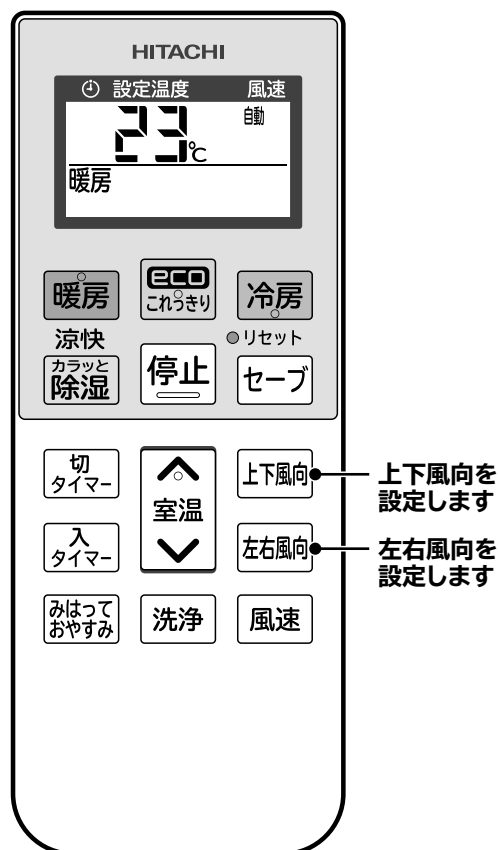 HITACHI
設定温度 風速
23℃ 自動
暖房
暖房 eco これっきり 冷房
涼快 リセット
カラッと 除湿 停止 セーブ
切 タイマー 室温 上下風向
入 タイマー 左右風向
みはって おやすみ 洗浄 風速
上下風向を
設定します
左右風向を
設定します